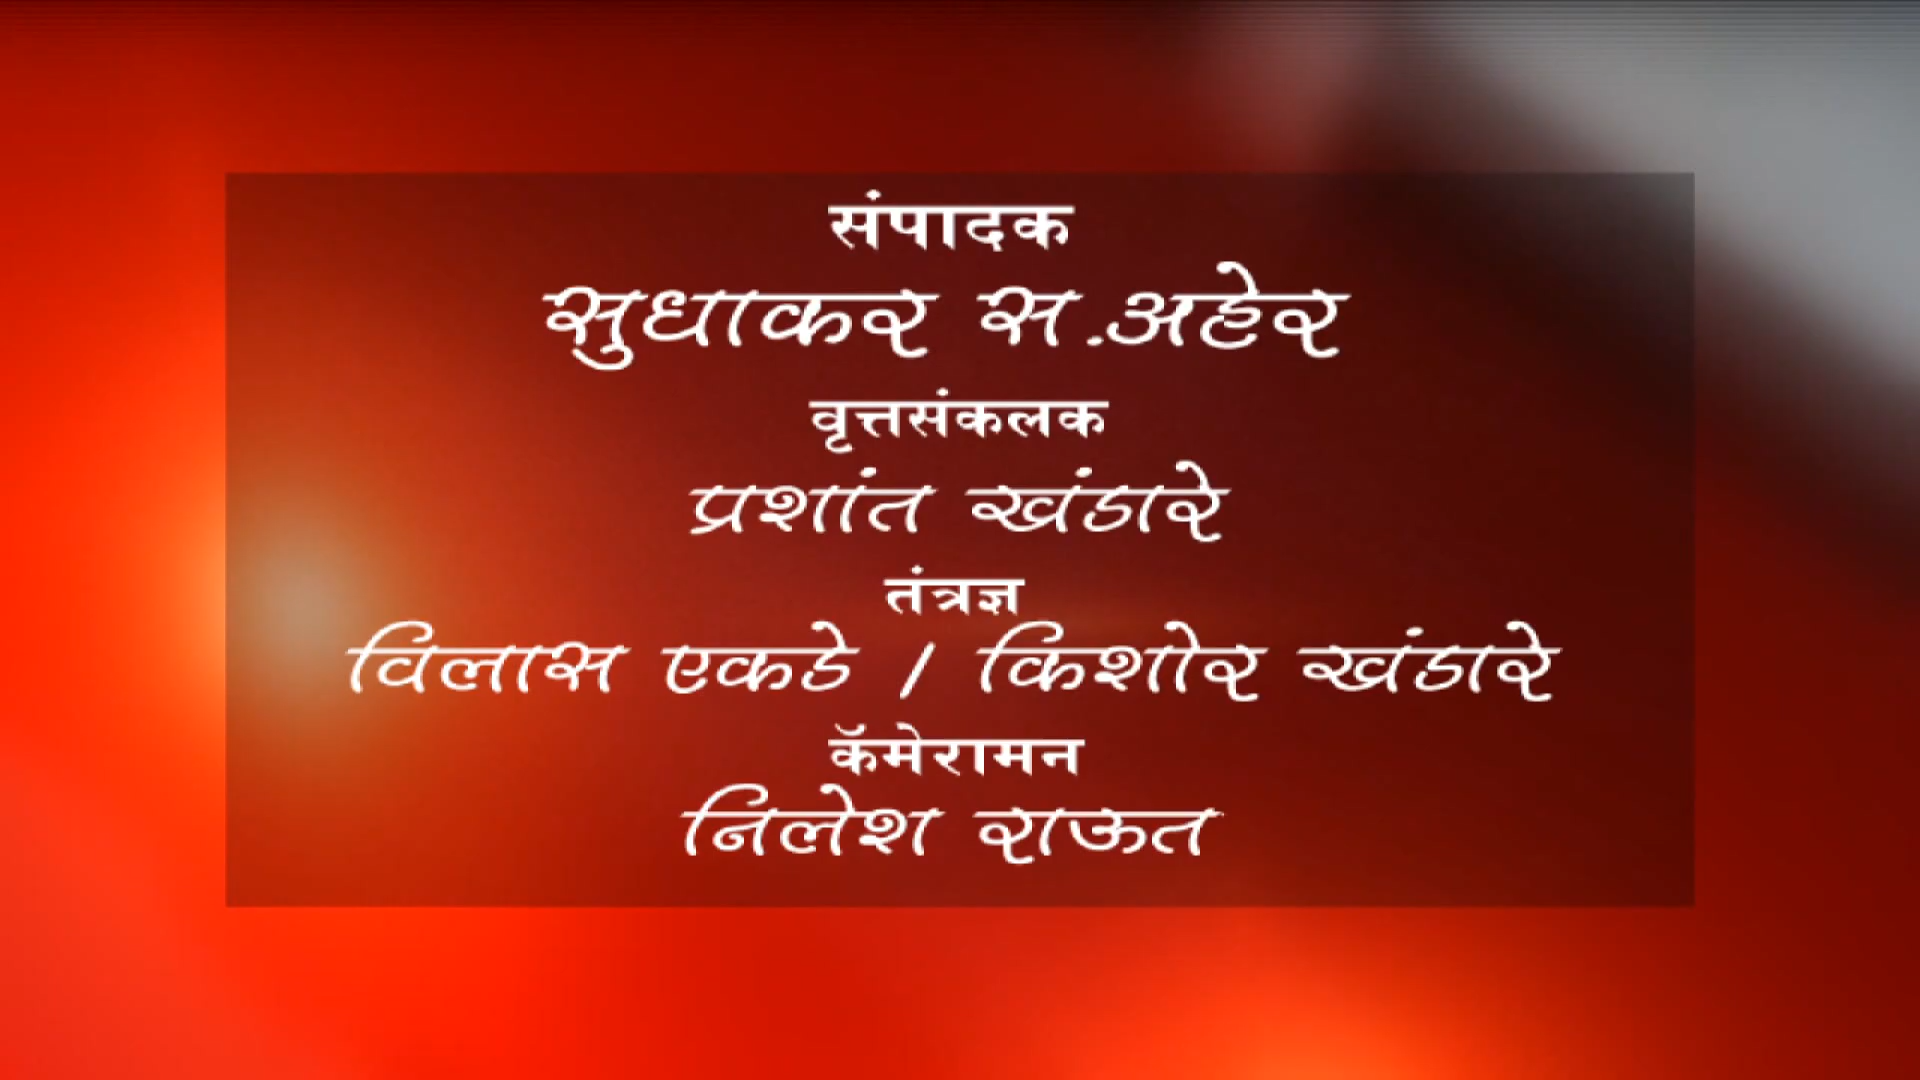 संपादक
सुधाकर स.अहेर
वृत्तसंकलक
प्रशांत खंडारे
तंत्रज्ञ
विलास एकडे / किशोर खंडारे
कॅमेरामन
निलेश राऊत